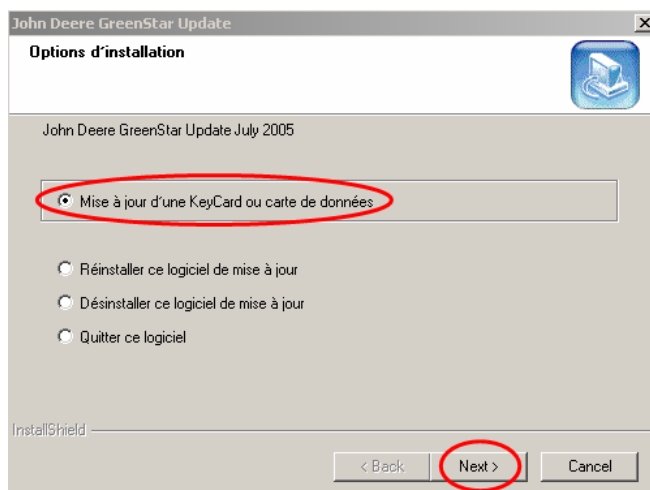 John Deere GreenStar Update
Options d'installation
John Deere GreenStar Update July 2005
Mise à jour d'une KeyCard ou carte de données
Réinstaller ce logiciel de mise à jour
Désinstaller ce logiciel de mise à jour
Quitter ce logiciel
InstallShield
< Back Next > Cancel